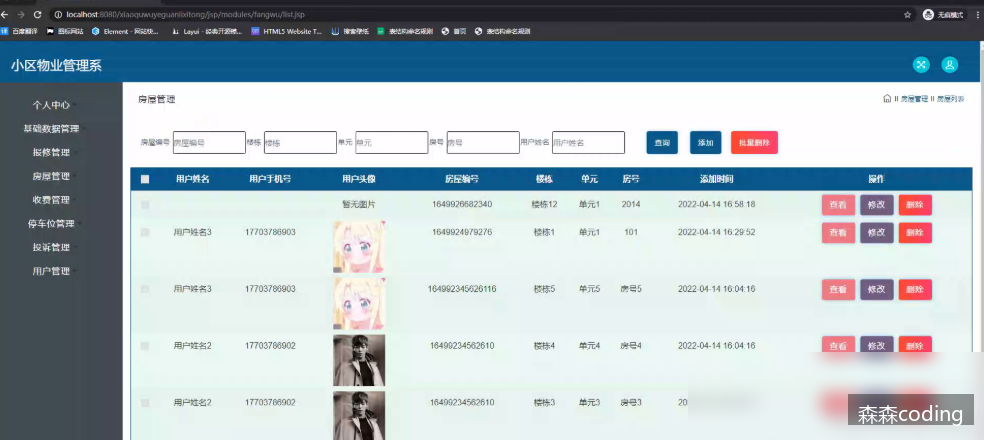 localhost:8080/xiaoquwuyeguanlixitong/jsp/modules/fangwu/list.jsp 无痕模式
百度翻译 图标网站 Element - 网站快... Layui - 经典开源模... HTML5 Website T... 搜索壁纸 表结构命名规则 首页 表结构命名规则
小区物业管理系
个人中心
基础数据管理
报修管理
房屋管理
收费管理
停车位管理
投诉管理
用户管理
房屋管理 II 房屋管理 II 房屋列表
房屋编号 房屋编号 楼栋 楼栋 单元 单元 房号 房号 用户姓名 用户姓名 查询 添加 批量删除
用户姓名 用户手机号 用户头像 房屋编号 楼栋 单元 房号 添加时间 操作
暂无图片 1649926682340 楼栋12 单元1 2014 2022-04-14 16:58:18 查看 修改 删除
用户姓名3 17703786903 1649924979276 楼栋1 单元1 101 2022-04-14 16:29:52 查看 修改 删除
用户姓名3 17703786903 164992345626116 楼栋5 单元5 房号5 2022-04-14 16:04:16 查看 修改 删除
用户姓名2 17703786902 16499234562610 楼栋4 单元4 房号4 2022-04-14 16:04:16 查看 修改 删除
用户姓名2 17703786902 16499234562610 楼栋3 单元3 房号3 20
森森coding